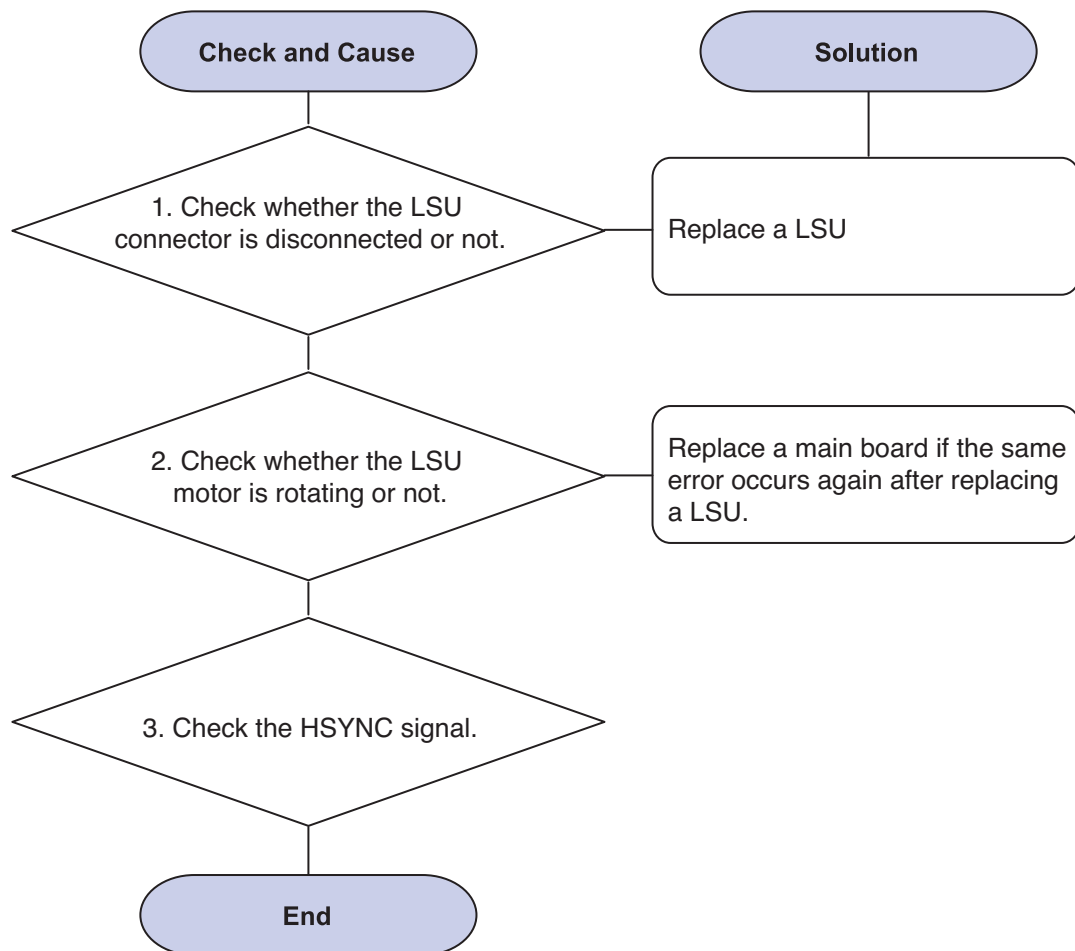 Check and Cause
Solution
1. Check whether the LSU
connector is disconnected or not.
Replace a LSU
2. Check whether the LSU
motor is rotating or not.
Replace a main board if the same
error occurs again after replacing
a LSU.
3. Check the HSYNC signal.
End